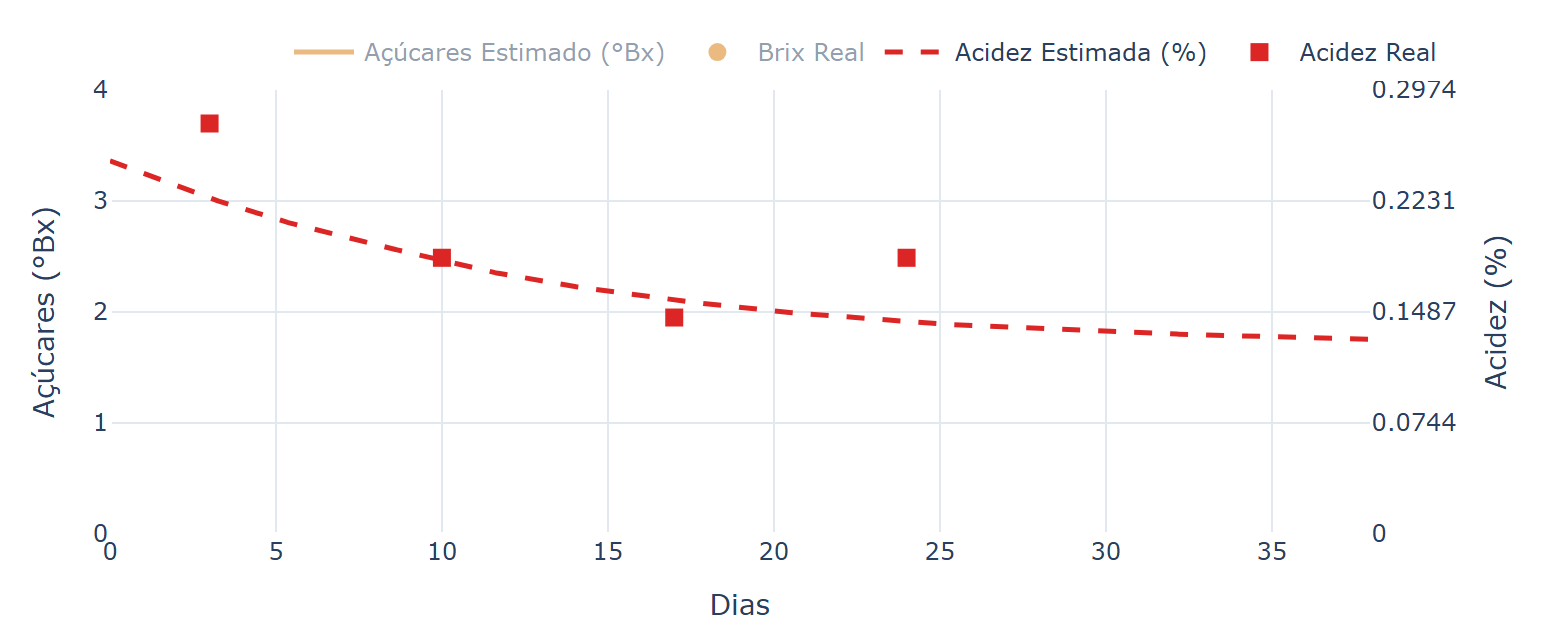 Açúcares Estimado (°Bx) Brix Real Acidez Estimada (%) Acidez Real
4 0.2974
3 0.2231
2 0.1487
1 0.0744
0 0
0 5 10 15 20 25 30 35
Dias
Açúcares (°Bx)
Acidez (%)